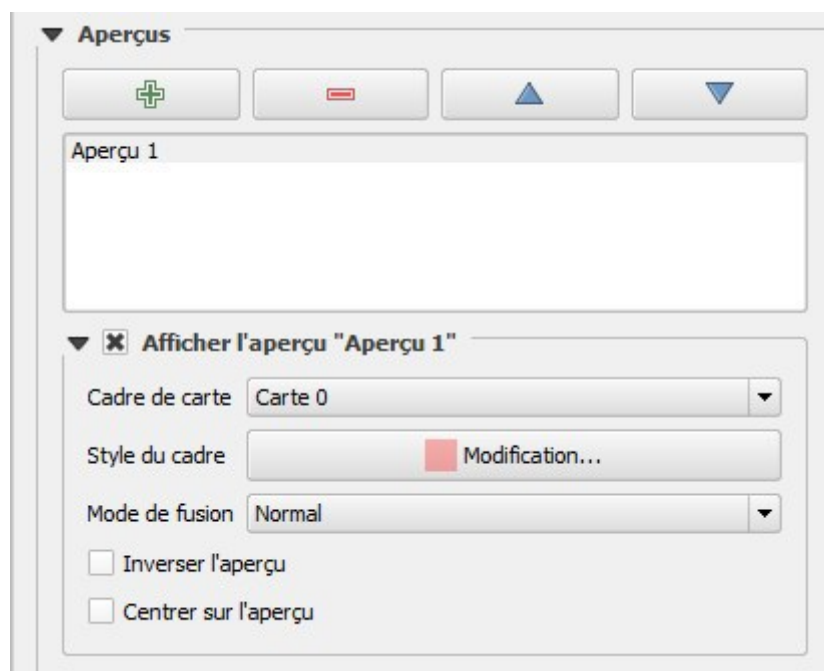 Aperçus
Aperçu 1
Afficher l'aperçu "Aperçu 1"
Cadre de carte Carte 0
Style du cadre Modification...
Mode de fusion Normal
Inverser l'aperçu
Centrer sur l'aperçu